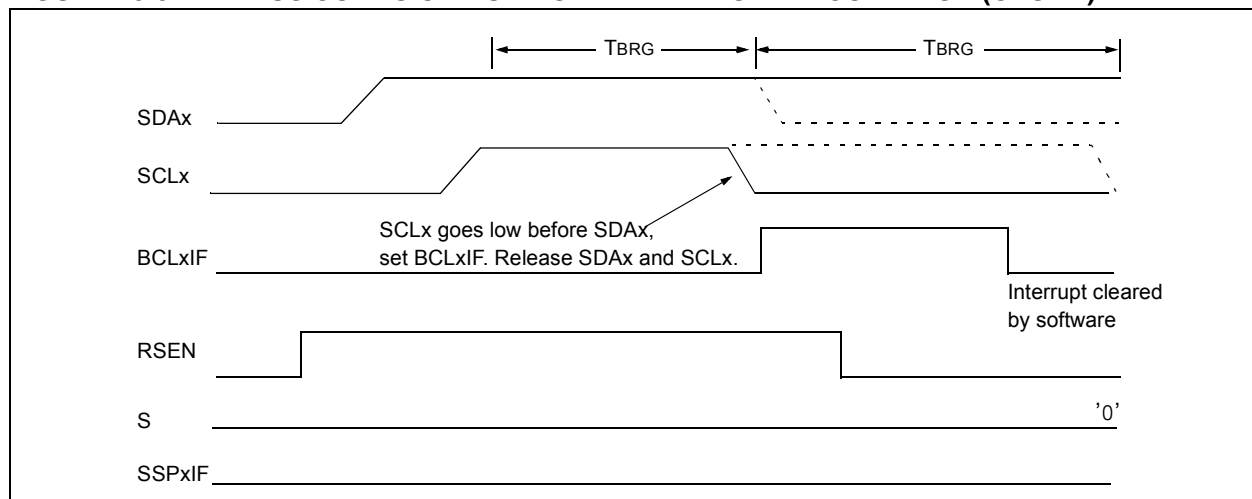 TBRG TBRG
SDAx
SCLx
SCLx goes low before SDAx,
set BCLxIF. Release SDAx and SCLx.
BCLxIF
Interrupt cleared
by software
RSEN
S
'0'
SSPxIF